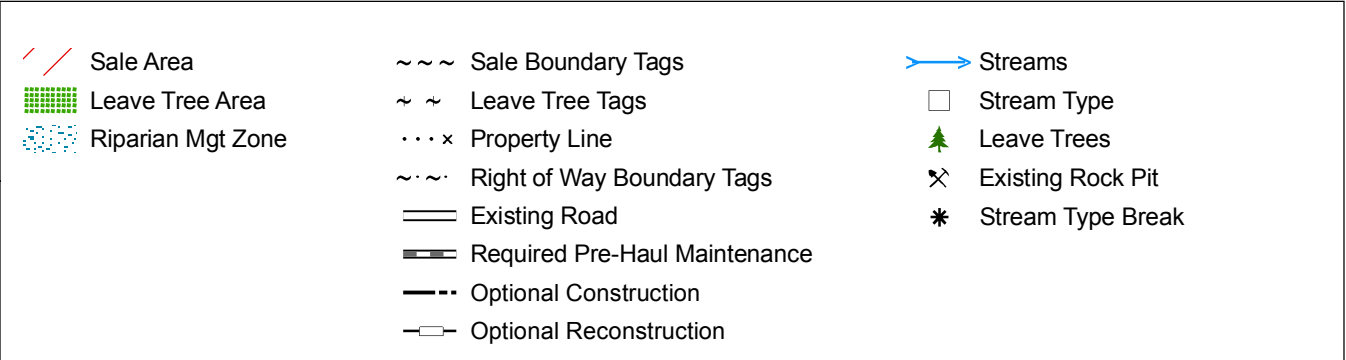 Sale Area
Leave Tree Area
Riparian Mgt Zone
Sale Boundary Tags
Leave Tree Tags
Property Line
Right of Way Boundary Tags
Existing Road
Required Pre-Haul Maintenance
Optional Construction
Optional Reconstruction
Streams
Stream Type
Leave Trees
Existing Rock Pit
Stream Type Break